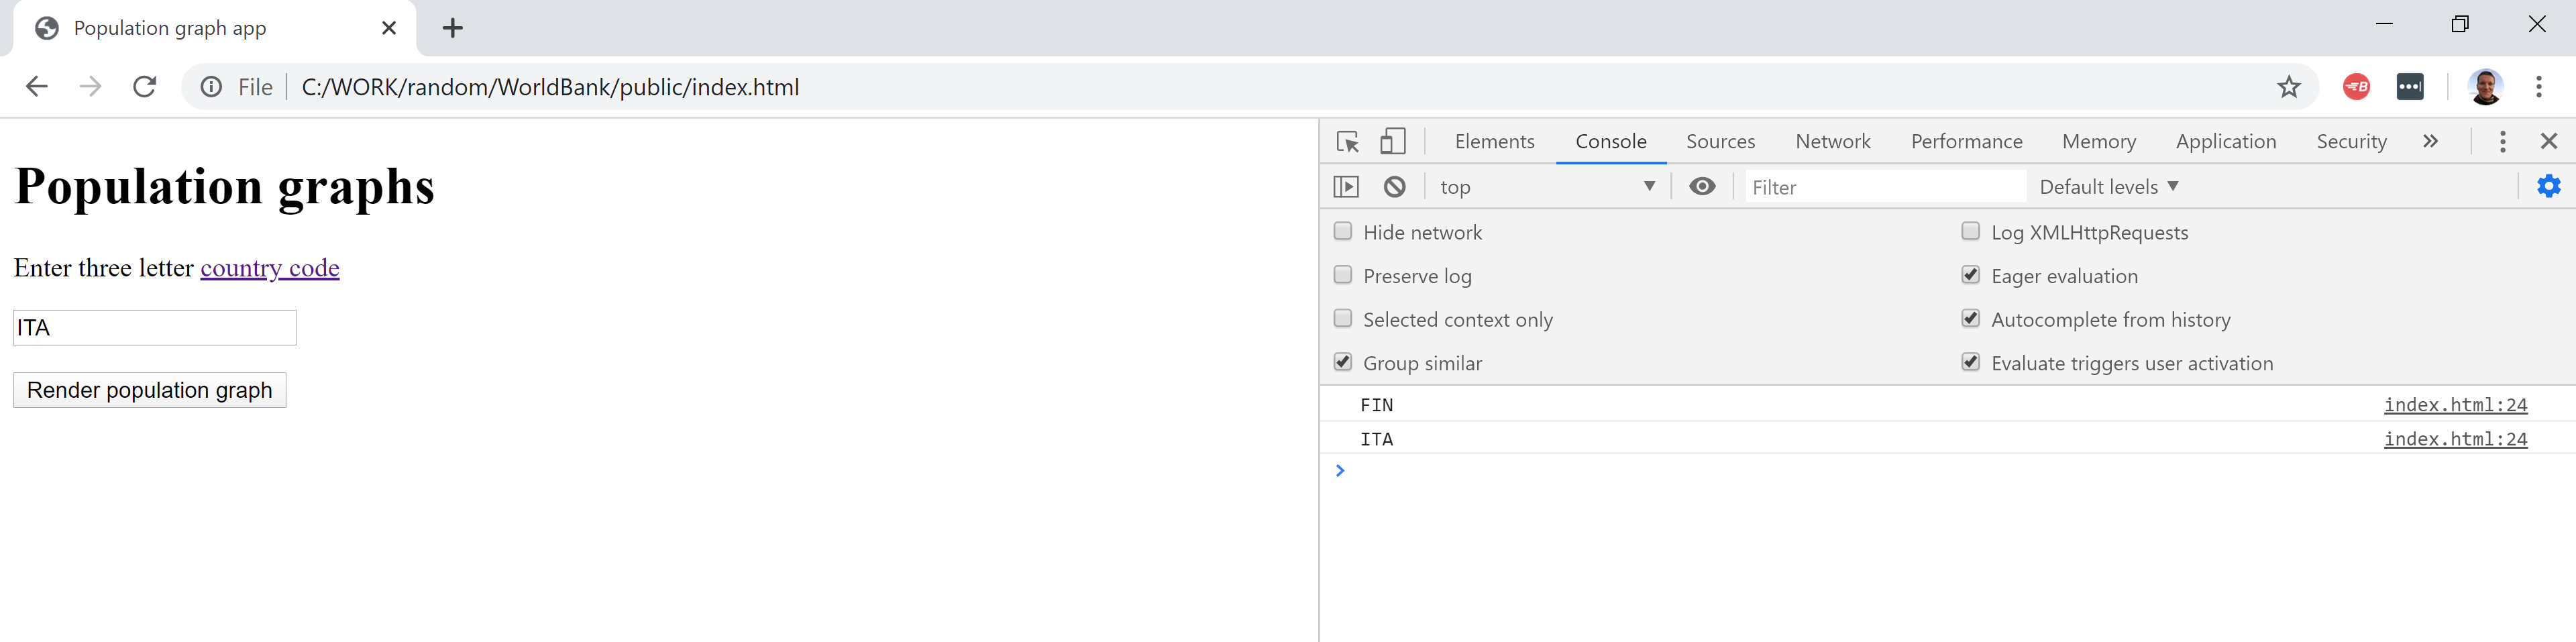 Population graph app
File C:/WORK/random/WorldBank/public/index.html
B
Population graphs
Enter three letter country code
ITA
Render population graph
Elements Console Sources Network Performance Memory Application Security
top Filter Default levels
Hide network Log XMLHttpRequests
Preserve log Eager evaluation
Selected context only Autocomplete from history
Group similar Evaluate triggers user activation
FIN index.html:24
ITA index.html:24